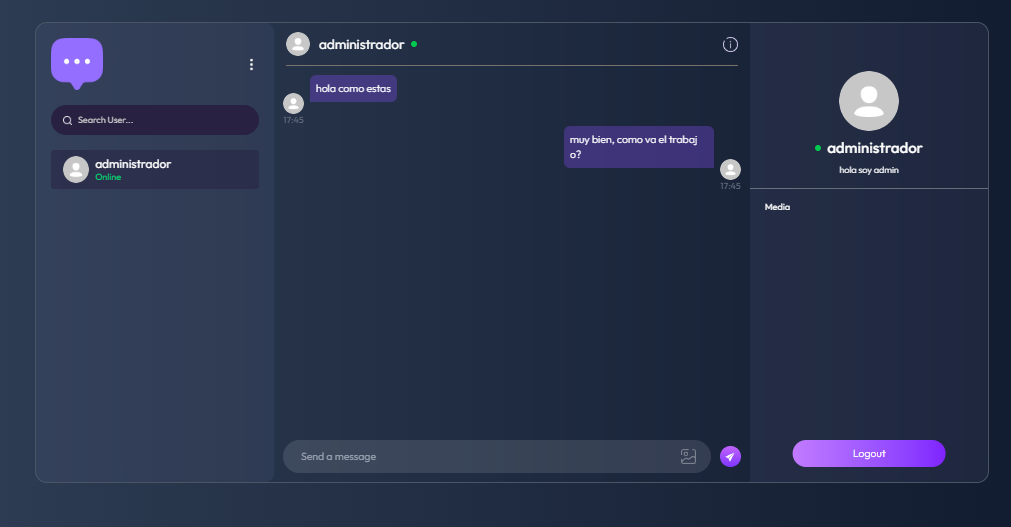 Search User...
administrador
Online
administrador
hola como estas
17:45
muy bien, como va el trabaj
o?
17:45
Send a message
administrador
hola soy admin
Media
Logout